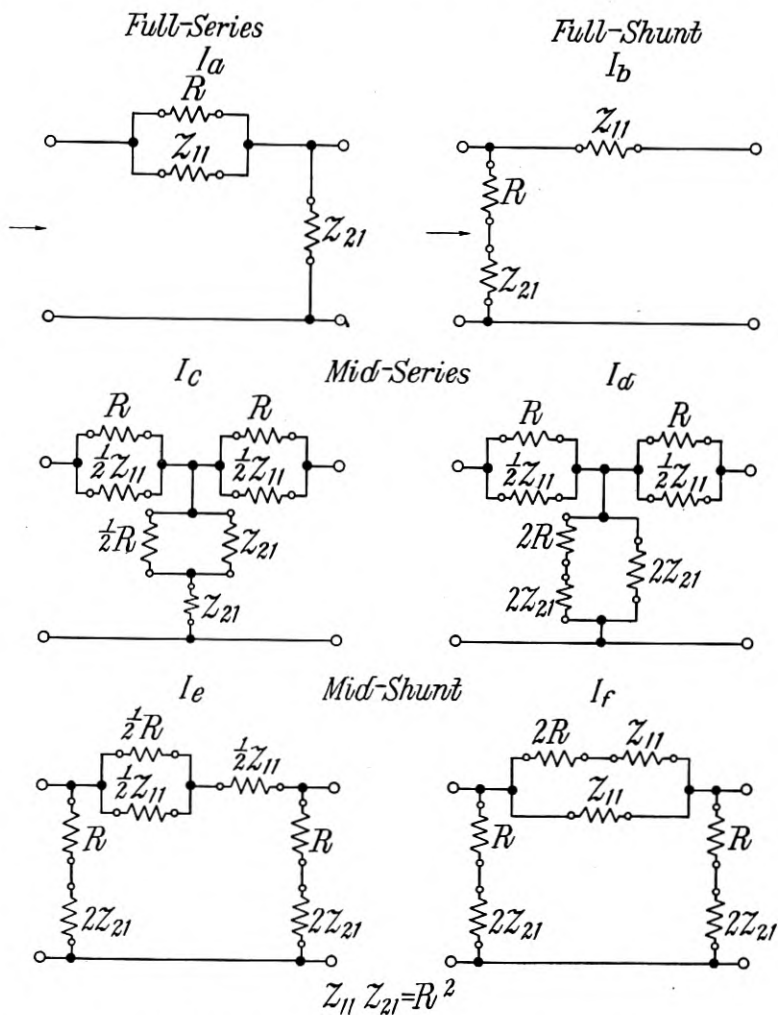 Full-Series
Full-Shunt
Ia
Ib
R
Z11
Z21
Z11
R
Z21
Ic
Mid-Series
Id
R
R
½Z11
½Z11
½R
Z21
Z21
R
R
½Z11
½Z11
2R
2Z21
2Z21
Ie
Mid-Shunt
If
½R
½Z11
½Z11
R
2Z21
R
2Z21
2R
Z11
Z11
R
2Z21
R
2Z21
Z11 Z21=R²